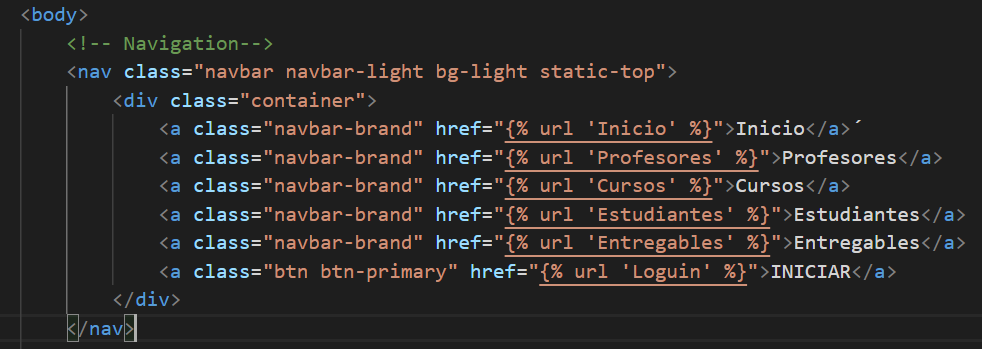 <body>
<!-- Navigation-->
<nav class="navbar navbar-light bg-light static-top">
<div class="container">
<a class="navbar-brand" href="{% url 'Inicio' %}">Inicio</a>´
<a class="navbar-brand" href="{% url 'Profesores' %}">Profesores</a>
<a class="navbar-brand" href="{% url 'Cursos' %}">Cursos</a>
<a class="navbar-brand" href="{% url 'Estudiantes' %}">Estudiantes</a>
<a class="navbar-brand" href="{% url 'Entregables' %}">Entregables</a>
<a class="btn btn-primary" href="{% url 'Loguin' %}">INICIAR</a>
</div>
</nav>